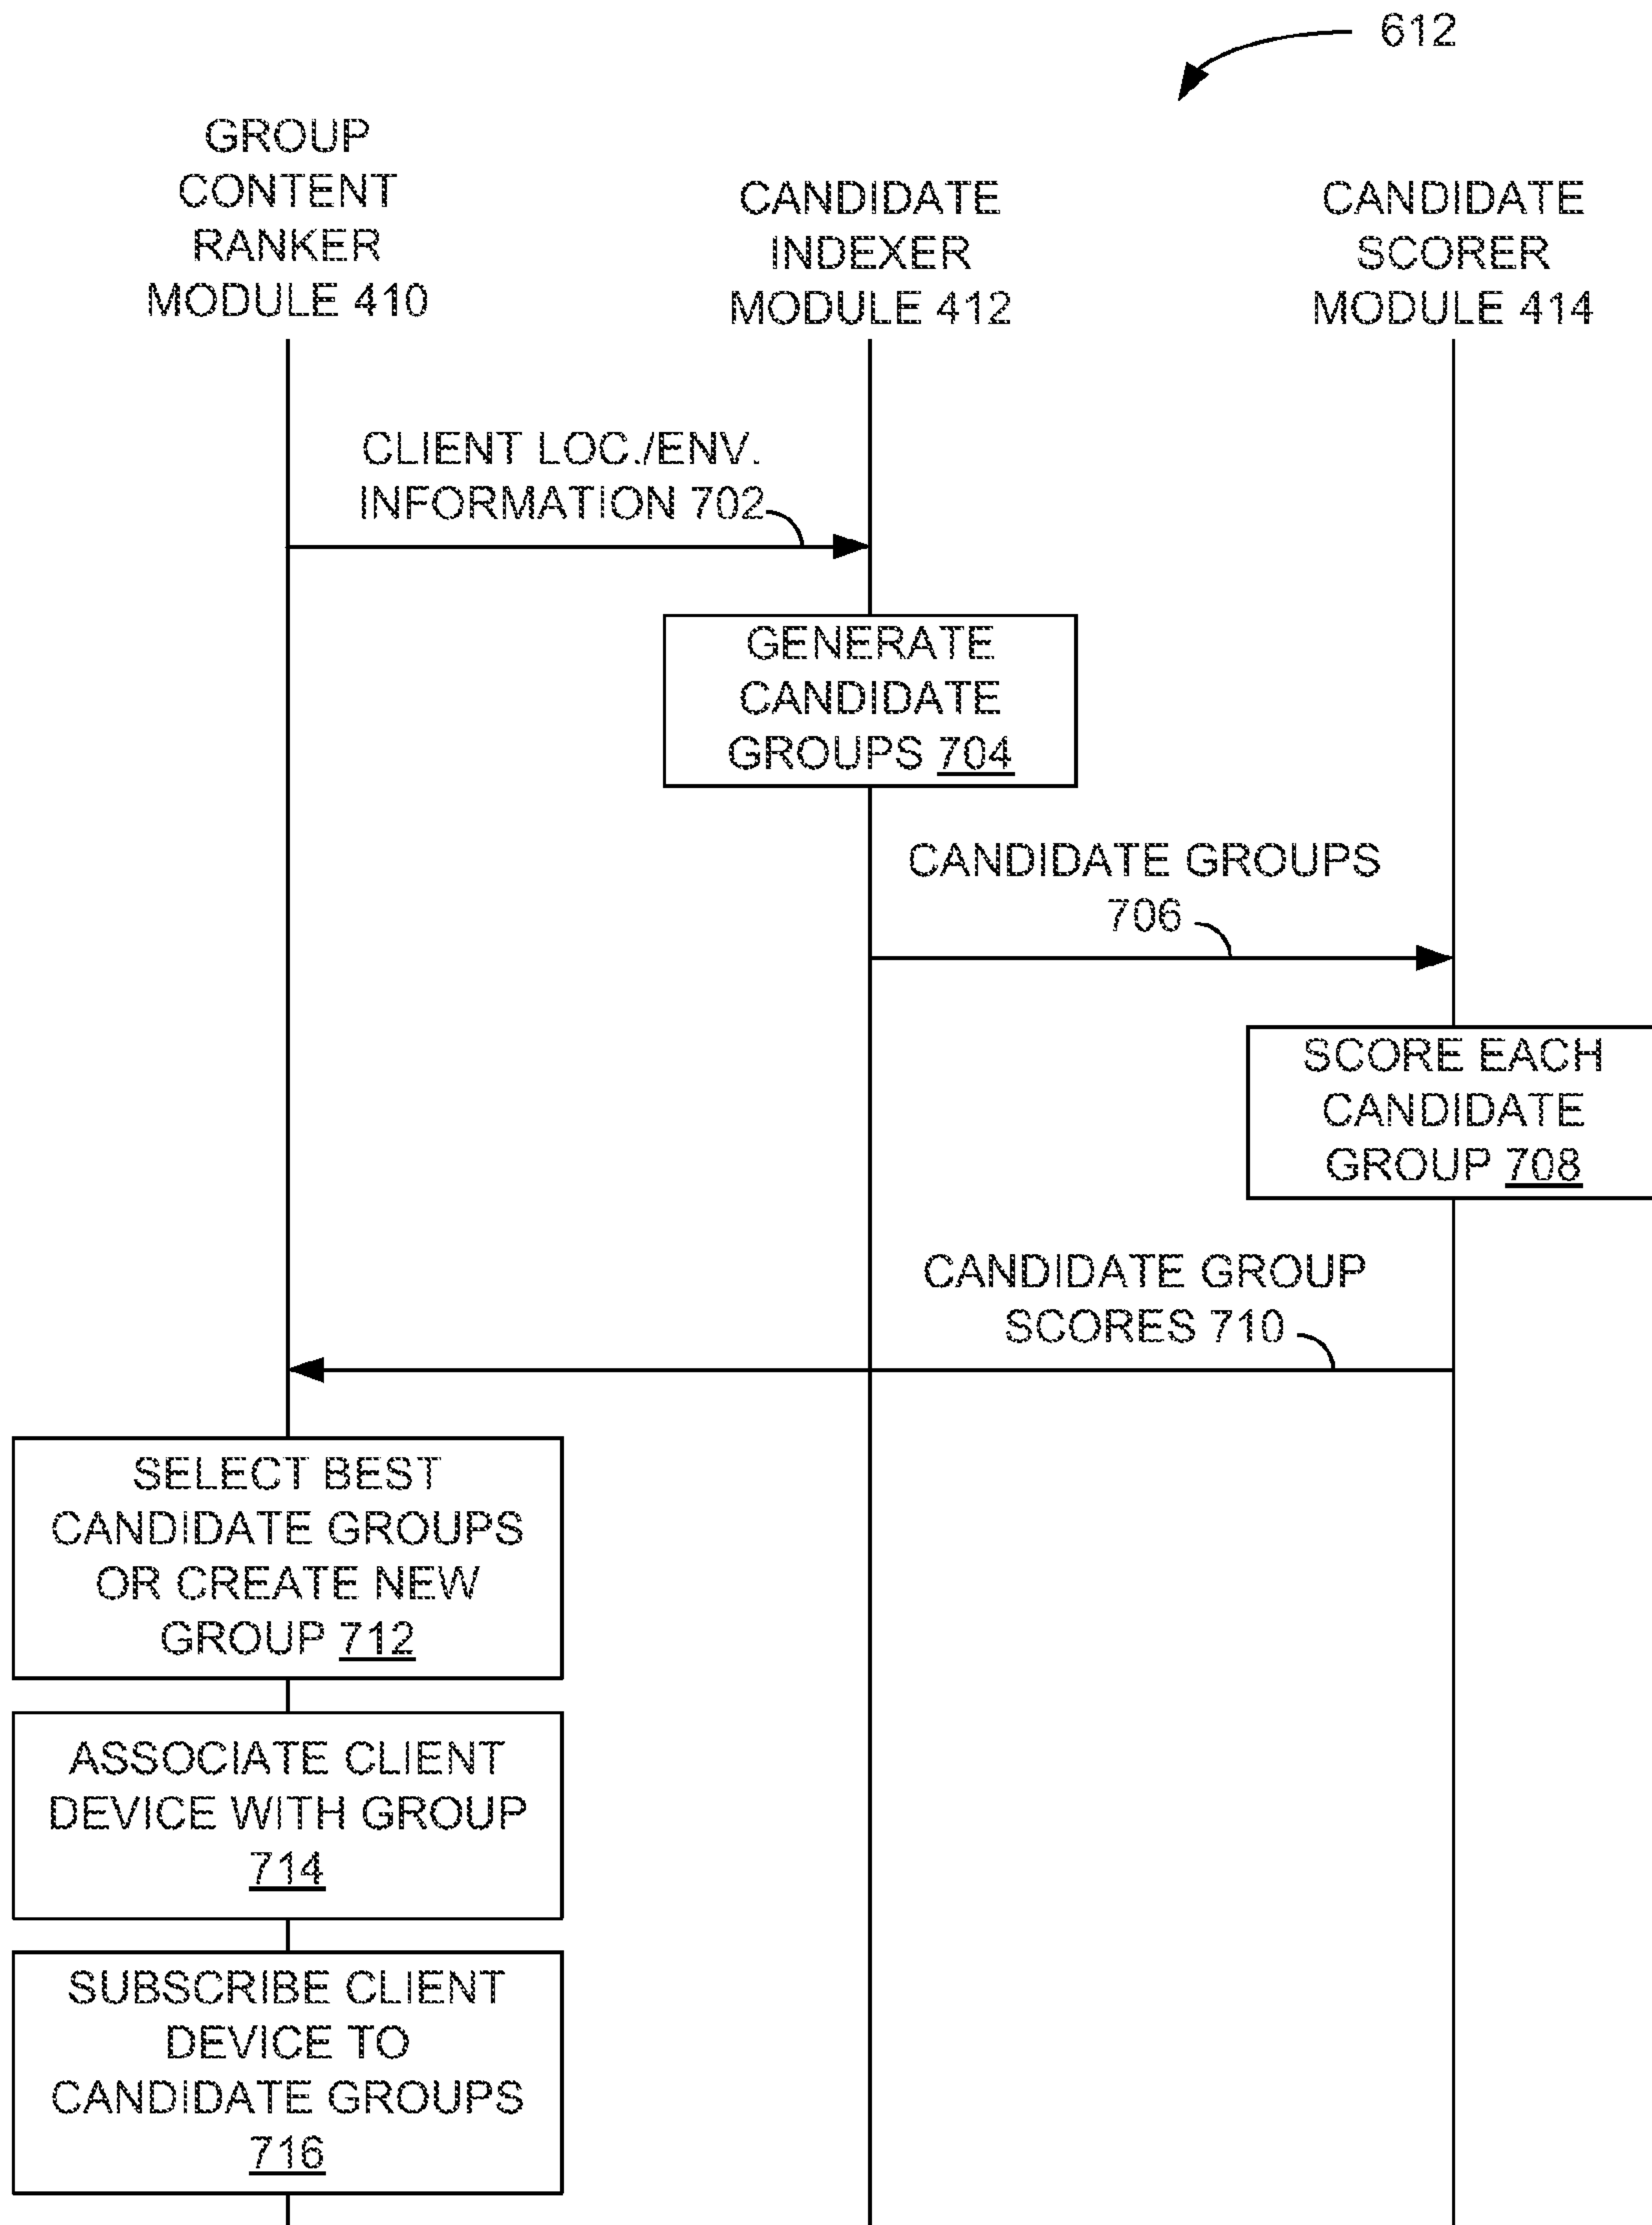 612
GROUP
CONTENT
RANKER
MODULE 410
CANDIDATE
INDEXER
MODULE 412
CANDIDATE
SCORER
MODULE 414
CLIENT LOC./ENV.
INFORMATION 702
GENERATE
CANDIDATE
GROUPS 704
CANDIDATE GROUPS
706
SCORE EACH
CANDIDATE
GROUP 708
CANDIDATE GROUP
SCORES 710
SELECT BEST
CANDIDATE GROUPS
OR CREATE NEW
GROUP 712
ASSOCIATE CLIENT
DEVICE WITH GROUP
714
SUBSCRIBE CLIENT
DEVICE TO
CANDIDATE GROUPS
716